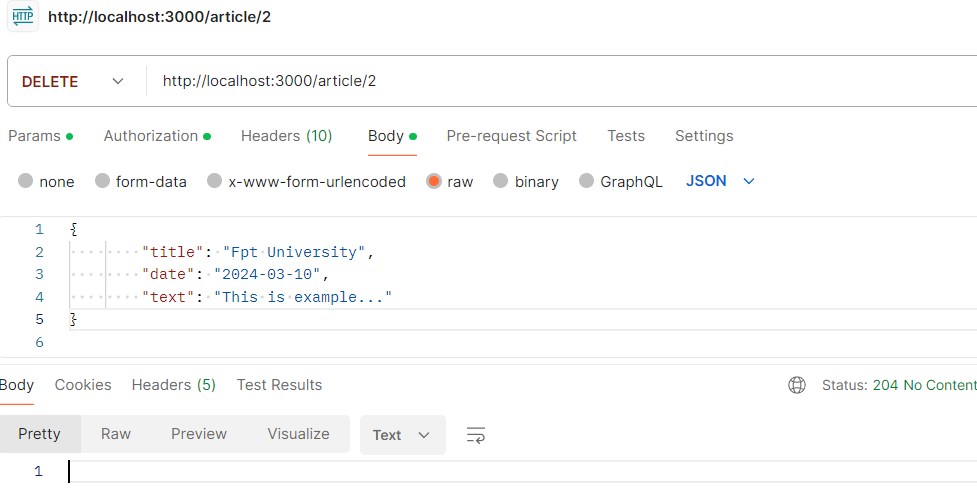 HTTP http://localhost:3000/article/2
DELETE http://localhost:3000/article/2
Params Authorization Headers (10) Body Pre-request Script Tests Settings
none form-data x-www-form-urlencoded raw binary GraphQL JSON
1 {
2 "title": "Fpt University",
3 "date": "2024-03-10",
4 "text": "This is example..."
5 }
6
Body Cookies Headers (5) Test Results Status: 204 No Content
Pretty Raw Preview Visualize Text
1